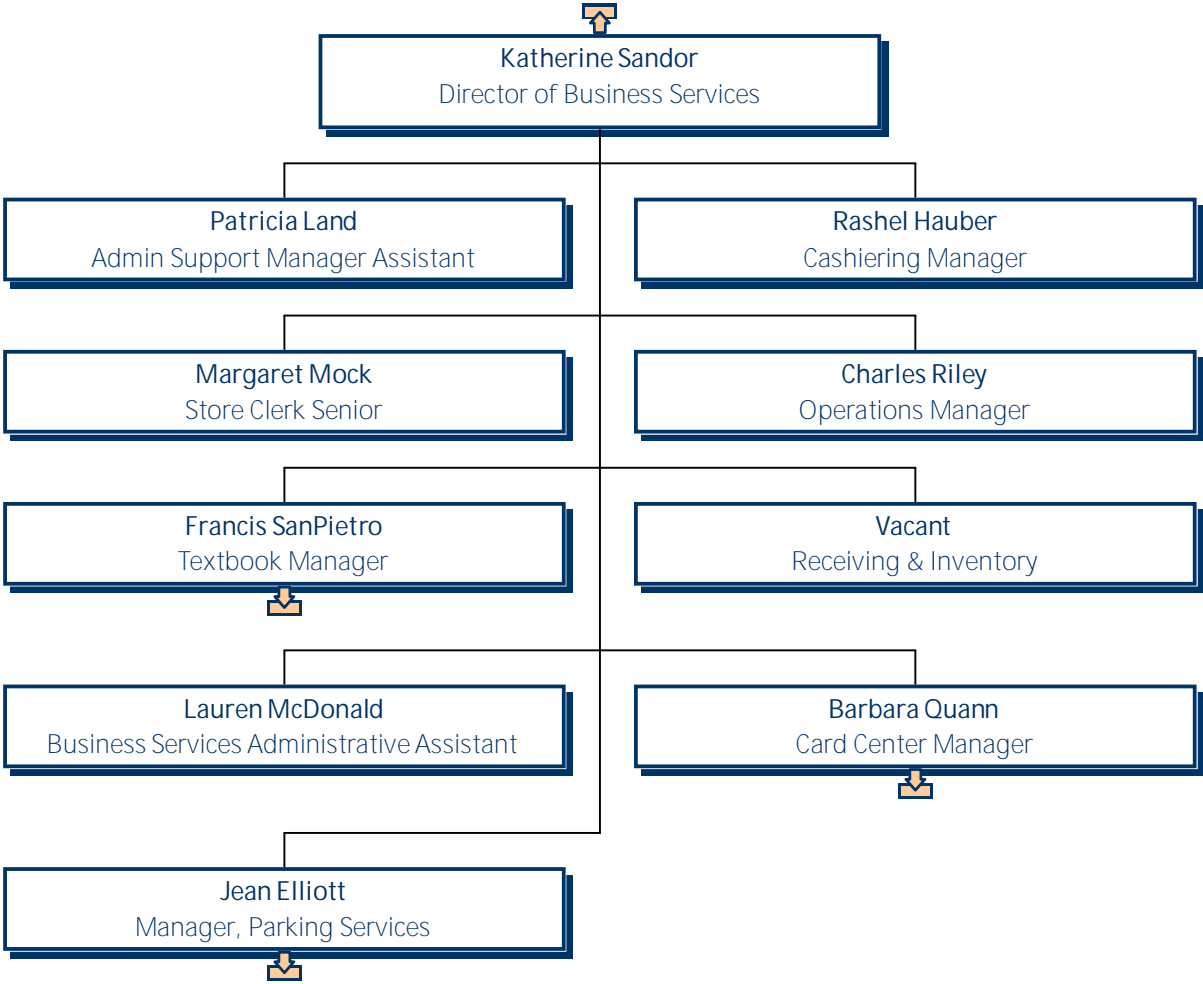 Katherine Sandor
Director of Business Services
Patricia Land
Admin Support Manager Assistant
Rashel Hauber
Cashiering Manager
Margaret Mock
Store Clerk Senior
Charles Riley
Operations Manager
Francis SanPietro
Textbook Manager
Vacant
Receiving & Inventory
Lauren McDonald
Business Services Administrative Assistant
Barbara Quann
Card Center Manager
Jean Elliott
Manager, Parking Services